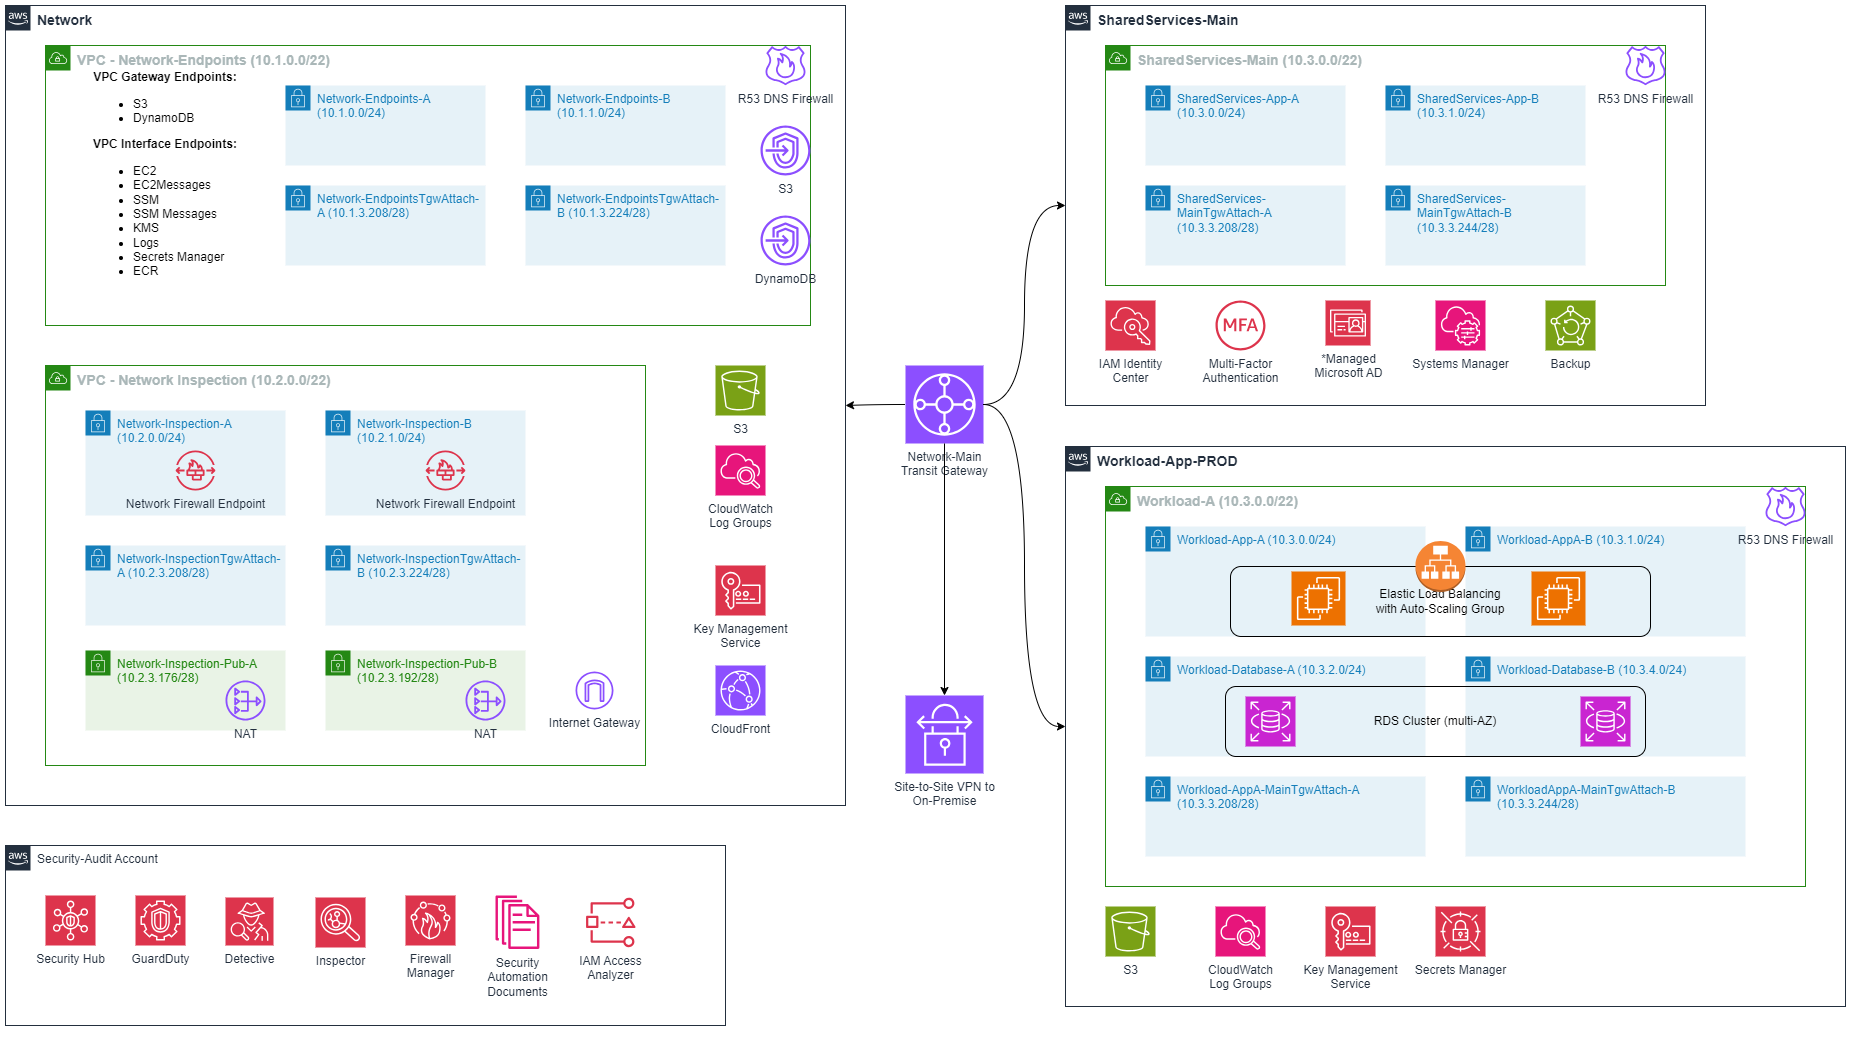 aws
Network
VPC - Network-Endpoints (10.1.0.0/22)
VPC Gateway Endpoints:
S3
DynamoDB
VPC Interface Endpoints:
EC2
EC2Messages
SSM
SSM Messages
KMS
Logs
Secrets Manager
ECR
Network-Endpoints-A
(10.1.0.0/24)
Network-Endpoints-B
(10.1.1.0/24)
Network-EndpointsTgwAttach-
A (10.1.3.208/28)
Network-EndpointsTgwAttach-
B (10.1.3.224/28)
R53 DNS Firewall
S3
DynamoDB
VPC - Network Inspection (10.2.0.0/22)
Network-Inspection-A
(10.2.0.0/24)
Network Firewall Endpoint
Network-Inspection-B
(10.2.1.0/24)
Network Firewall Endpoint
Network-InspectionTgwAttach-
A (10.2.3.208/28)
Network-InspectionTgwAttach-
B (10.2.3.224/28)
Network-Inspection-Pub-A
(10.2.3.176/28)
NAT
Network-Inspection-Pub-B
(10.2.3.192/28)
NAT
Internet Gateway
S3
CloudWatch
Log Groups
Key Management
Service
CloudFront
Network-Main
Transit Gateway
Site-to-Site VPN to
On-Premise
aws
SharedServices-Main
SharedServices-Main (10.3.0.0/22)
SharedServices-App-A
(10.3.0.0/24)
SharedServices-App-B
(10.3.1.0/24)
R53 DNS Firewall
SharedServices-
MainTgwAttach-A
(10.3.3.208/28)
SharedServices-
MainTgwAttach-B
(10.3.3.244/28)
IAM Identity
Center
MFA
Multi-Factor
Authentication
*Managed
Microsoft AD
Systems Manager
Backup
aws
Workload-App-PROD
Workload-A (10.3.0.0/22)
Workload-App-A (10.3.0.0/24)
Workload-AppA-B (10.3.1.0/24)
R53 DNS Firewall
Elastic Load Balancing
with Auto-Scaling Group
Workload-Database-A (10.3.2.0/24)
Workload-Database-B (10.3.4.0/24)
RDS Cluster (multi-AZ)
Workload-AppA-MainTgwAttach-A
(10.3.3.208/28)
WorkloadAppA-MainTgwAttach-B
(10.3.3.244/28)
S3
CloudWatch
Log Groups
Key Management
Service
Secrets Manager
aws
Security-Audit Account
Security Hub
GuardDuty
Detective
Inspector
Firewall
Manager
Security
Automation
Documents
IAM Access
Analyzer